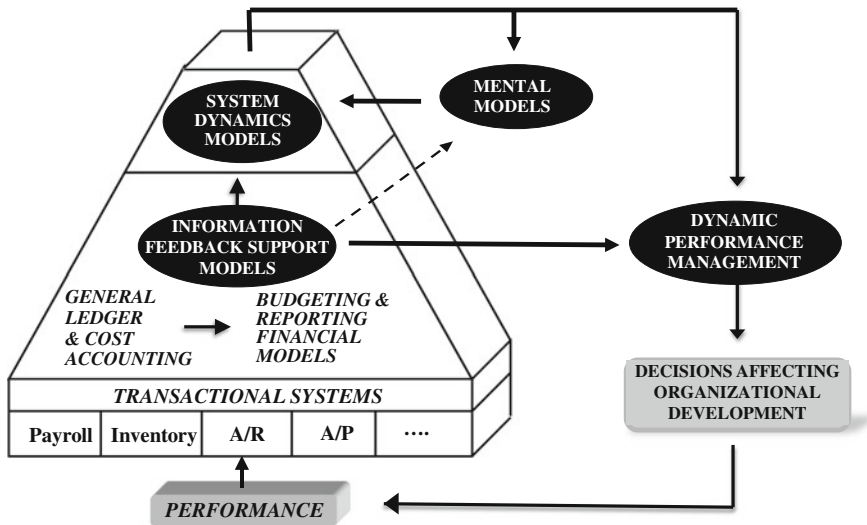 SYSTEM
DYNAMICS
MODELS
MENTAL
MODELS
INFORMATION
FEEDBACK SUPPORT
MODELS
DYNAMIC
PERFORMANCE
MANAGEMENT
GENERAL
LEDGER
& COST
ACCOUNTING
BUDGETING &
REPORTING
FINANCIAL
MODELS
DECISIONS AFFECTING
ORGANIZATIONAL
DEVELOPMENT
TRANSACTIONAL SYSTEMS
Payroll Inventory A/R A/P ....
PERFORMANCE